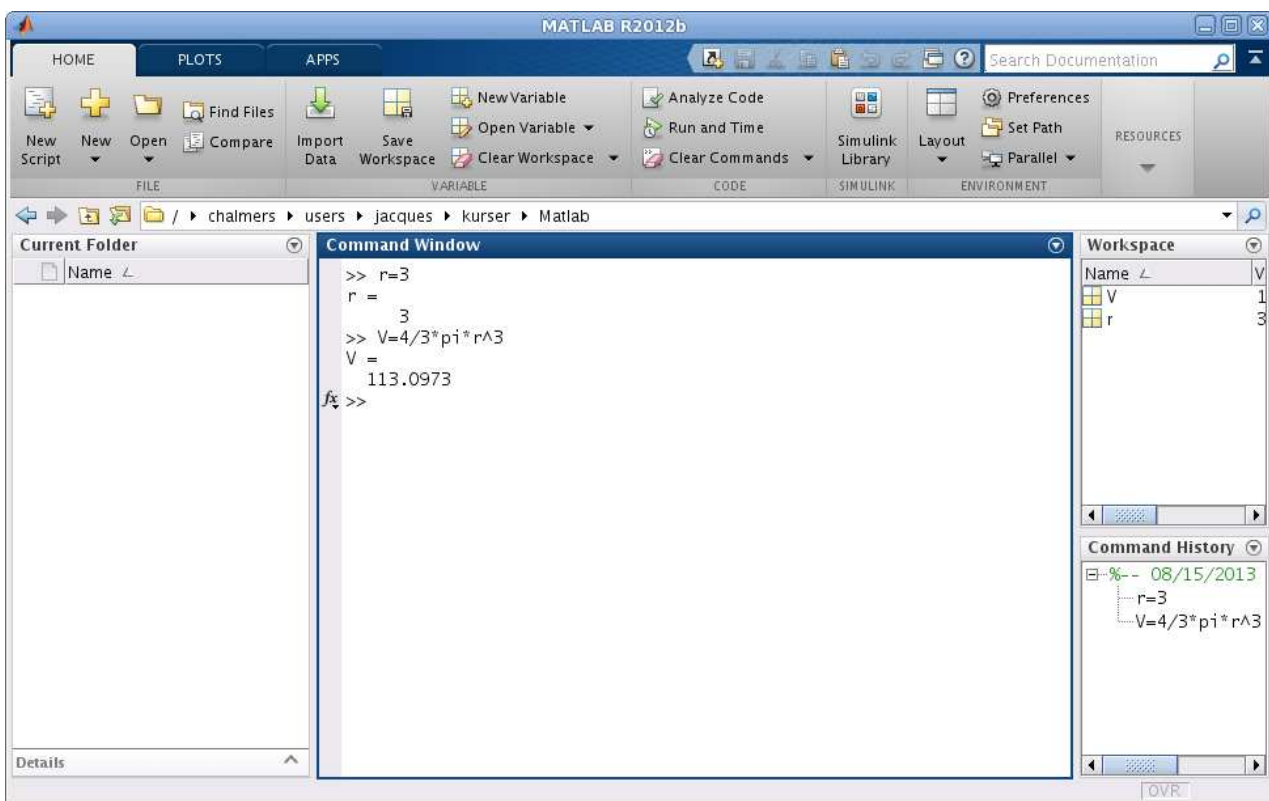 MATLAB R2012b
HOME PLOTS APPS Search Documentation
New Script
New
Open
Find Files
Compare
FILE
Import Data
Save Workspace
New Variable
Open Variable
Clear Workspace
VARIABLE
Analyze Code
Run and Time
Clear Commands
CODE
Simulink Library
SIMULINK
Layout
Preferences
Set Path
Parallel
ENVIRONMENT
RESOURCES
/ chalmers users jacques kurser Matlab
Current Folder
Name
Details
Command Window
>> r=3
r =
3
>> V=4/3*pi*r^3
V =
113.0973
fx >>
Workspace
Name V
V 1
r 3
Command History
%-- 08/15/2013
r=3
V=4/3*pi*r^3
OVR